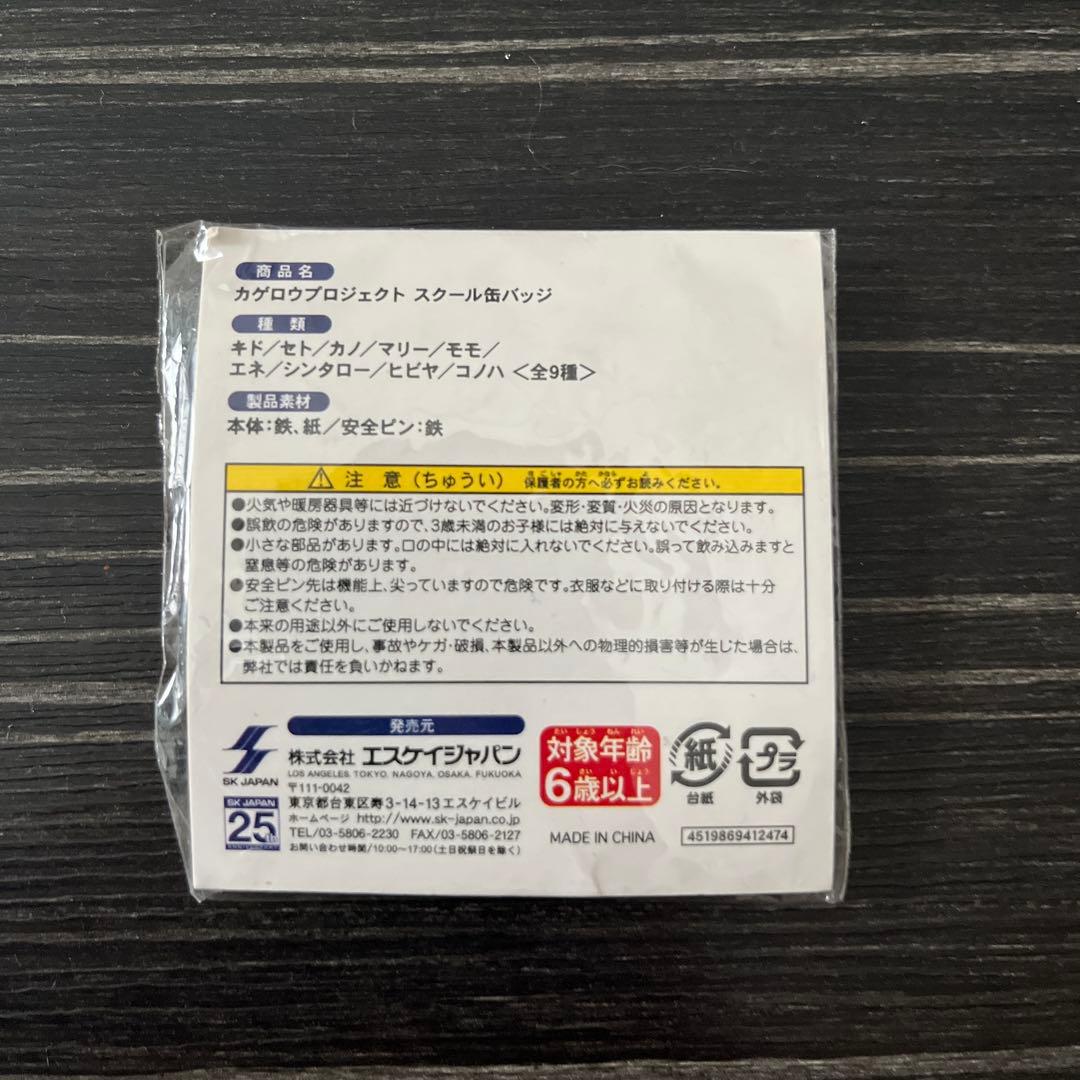 商品名
カゲロウプロジェクト スクール缶バッジ
種類
キド／セト／カノ／マリー／モモ／
エネ／シンタロー／ヒビヤ／コノハ ＜全9種＞
製品素材
本体：鉄、紙／安全ピン：鉄
注意（ちゅうい） 保護者の方へ必ずお読みください。
●火気や暖房器具等には近づけないでください。変形・変質・火災の原因となります。
●誤飲の危険がありますので、3歳未満のお子様には絶対に与えないでください。
●小さな部品があります。口の中には絶対に入れないでください。誤って飲み込みますと
窒息等の危険があります。
●安全ピン先は機能上、尖っていますので危険です。衣服などに取り付ける際は十分
ご注意ください。
●本来の用途以外にご使用しないでください。
●本製品をご使用し、事故やケガ・破損、本製品以外への物理的損害等が生じた場合は、
弊社では責任を負いかねます。
発売元
SK JAPAN
株式会社 エスケイジャパン
LOS ANGELES. TOKYO. NAGOYA. OSAKA. FUKUOKA
〒111-0042
東京都台東区寿3-14-13エスケイビル
ホームページ http://www.sk-japan.co.jp
TEL/03-5806-2230 FAX/03-5806-2127
お問い合わせ時間/10:00〜17:00(土日祝祭日を除く)
SK JAPAN
25th
ANNIVERSARY
たいしょうねんれい
対象年齢
さいいじょう
6歳以上
紙
台紙
プラ
外袋
MADE IN CHINA
4519869412474